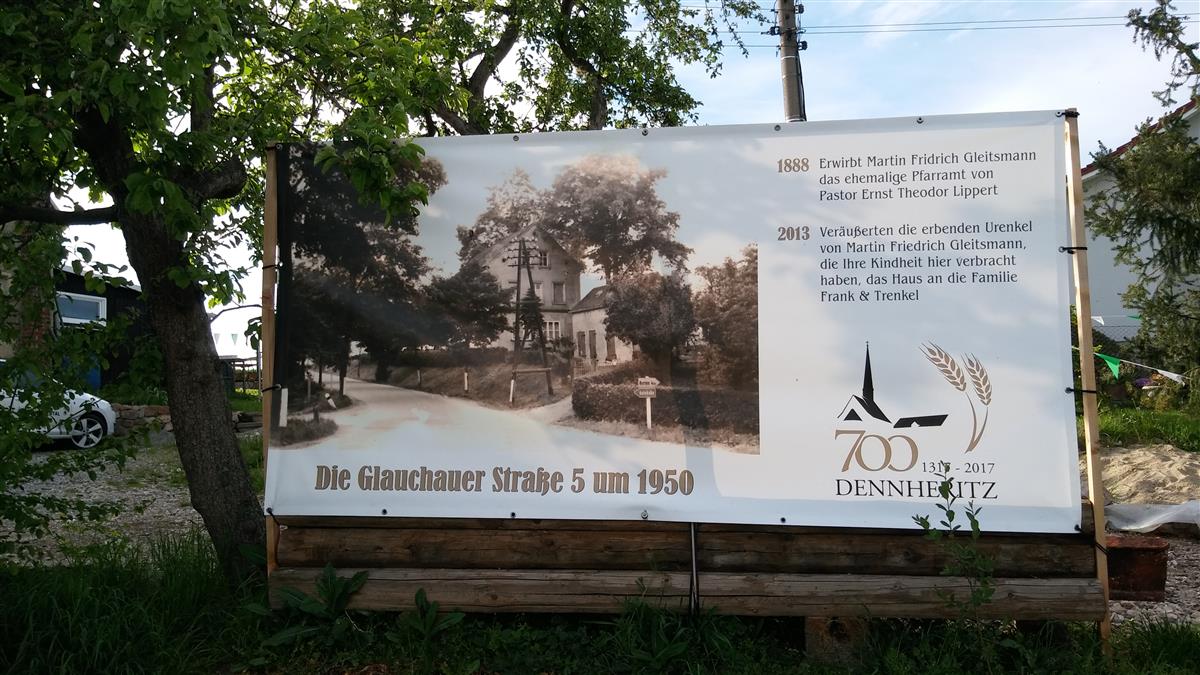 1888 Erwirbt Martin Fridrich Gleitsmann
das ehemalige Pfarramt von
Pastor Ernst Theodor Lippert
2013 Veräußerten die erbenden Urenkel
von Martin Friedrich Gleitsmann,
die Ihre Kindheit hier verbracht
haben, das Haus an die Familie
Frank & Trenkel
Die Glauchauer Straße 5 um 1950
700
1317 - 2017
DENNHERITZ